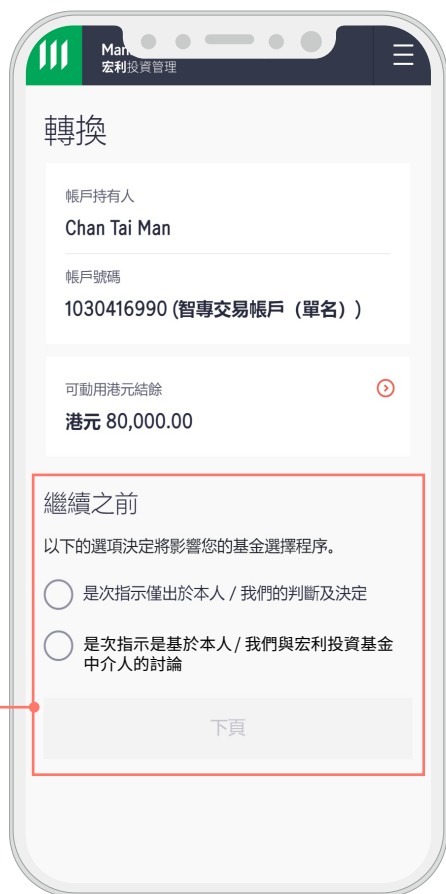 宏利投資管理
轉換
帳戶持有人
Chan Tai Man
帳戶號碼
1030416990 (智專交易帳戶（單名）)
可動用港元結餘
港元 80,000.00
繼續之前
以下的選項決定將影響您的基金選擇程序。
是次指示僅出於本人 / 我們的判斷及決定
是次指示是基於本人 / 我們與宏利投資基金
中介人的討論
下頁